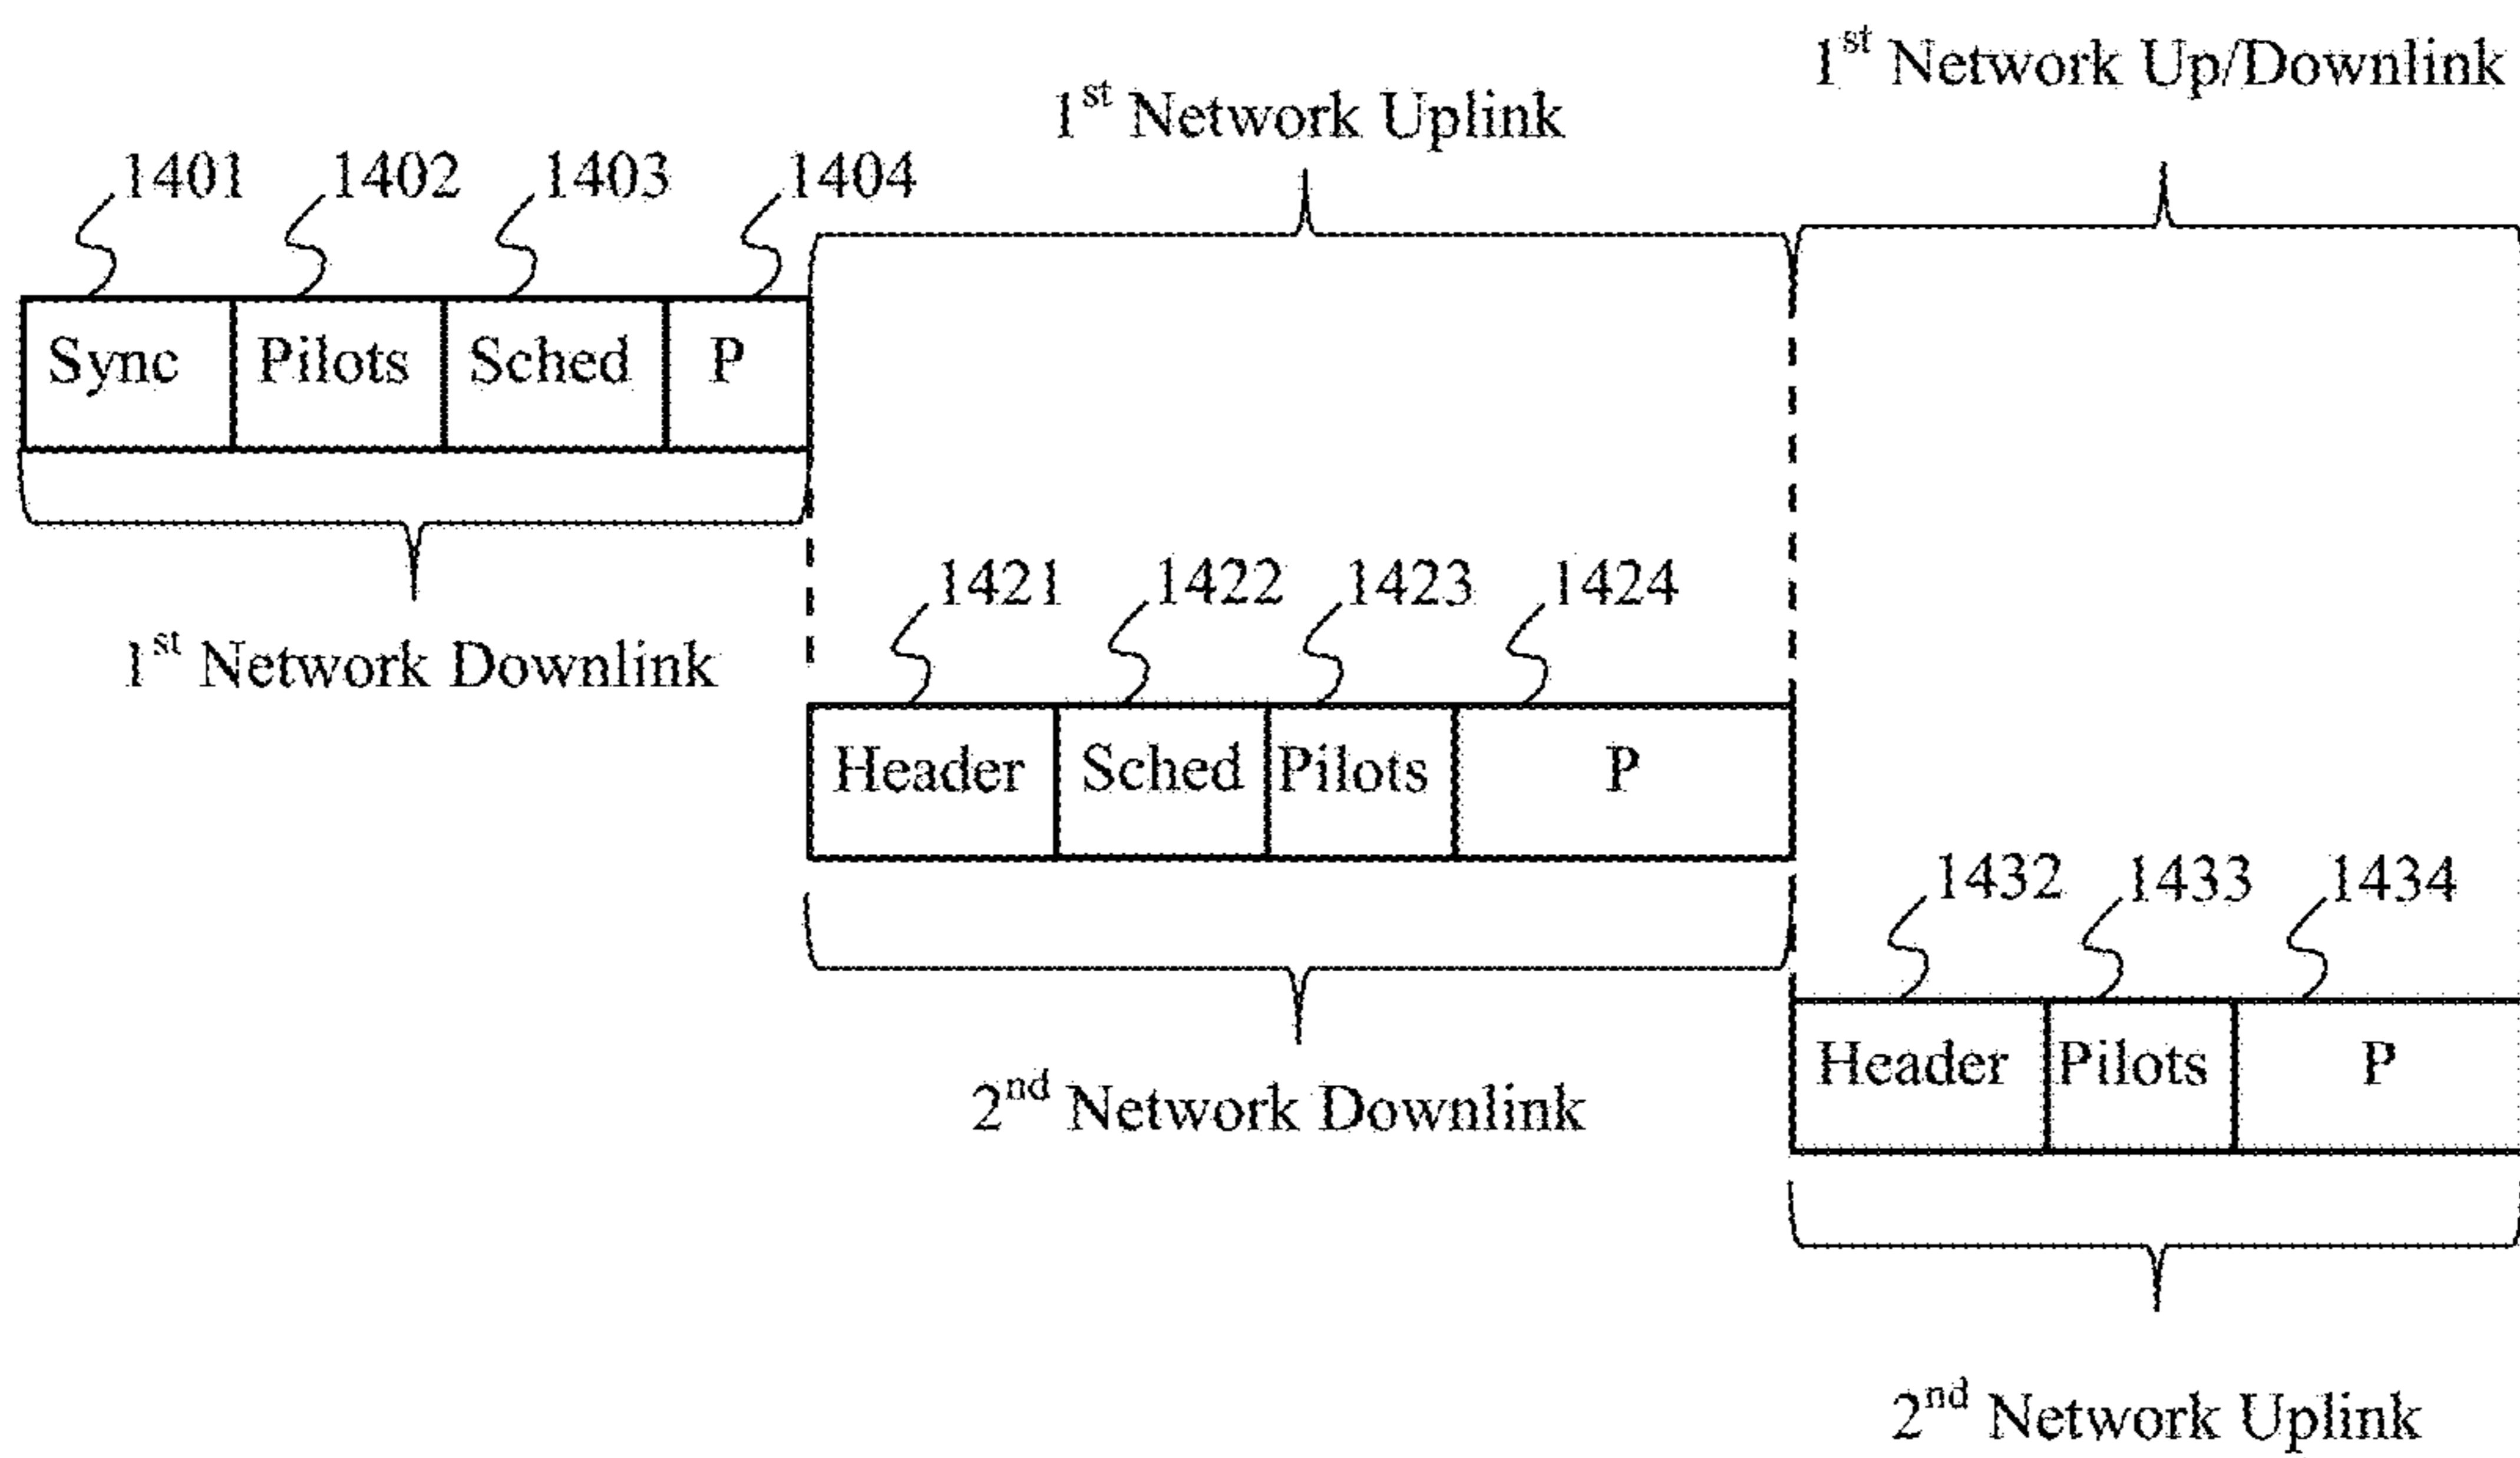 1st Network Up/Downlink
1st Network Uplink
1401 1402 1403 1404
Sync Pilots Sched P
1st Network Downlink
1421 1422 1423 1424
Header Sched Pilots P
2nd Network Downlink
1432 1433 1434
Header Pilots P
2nd Network Uplink